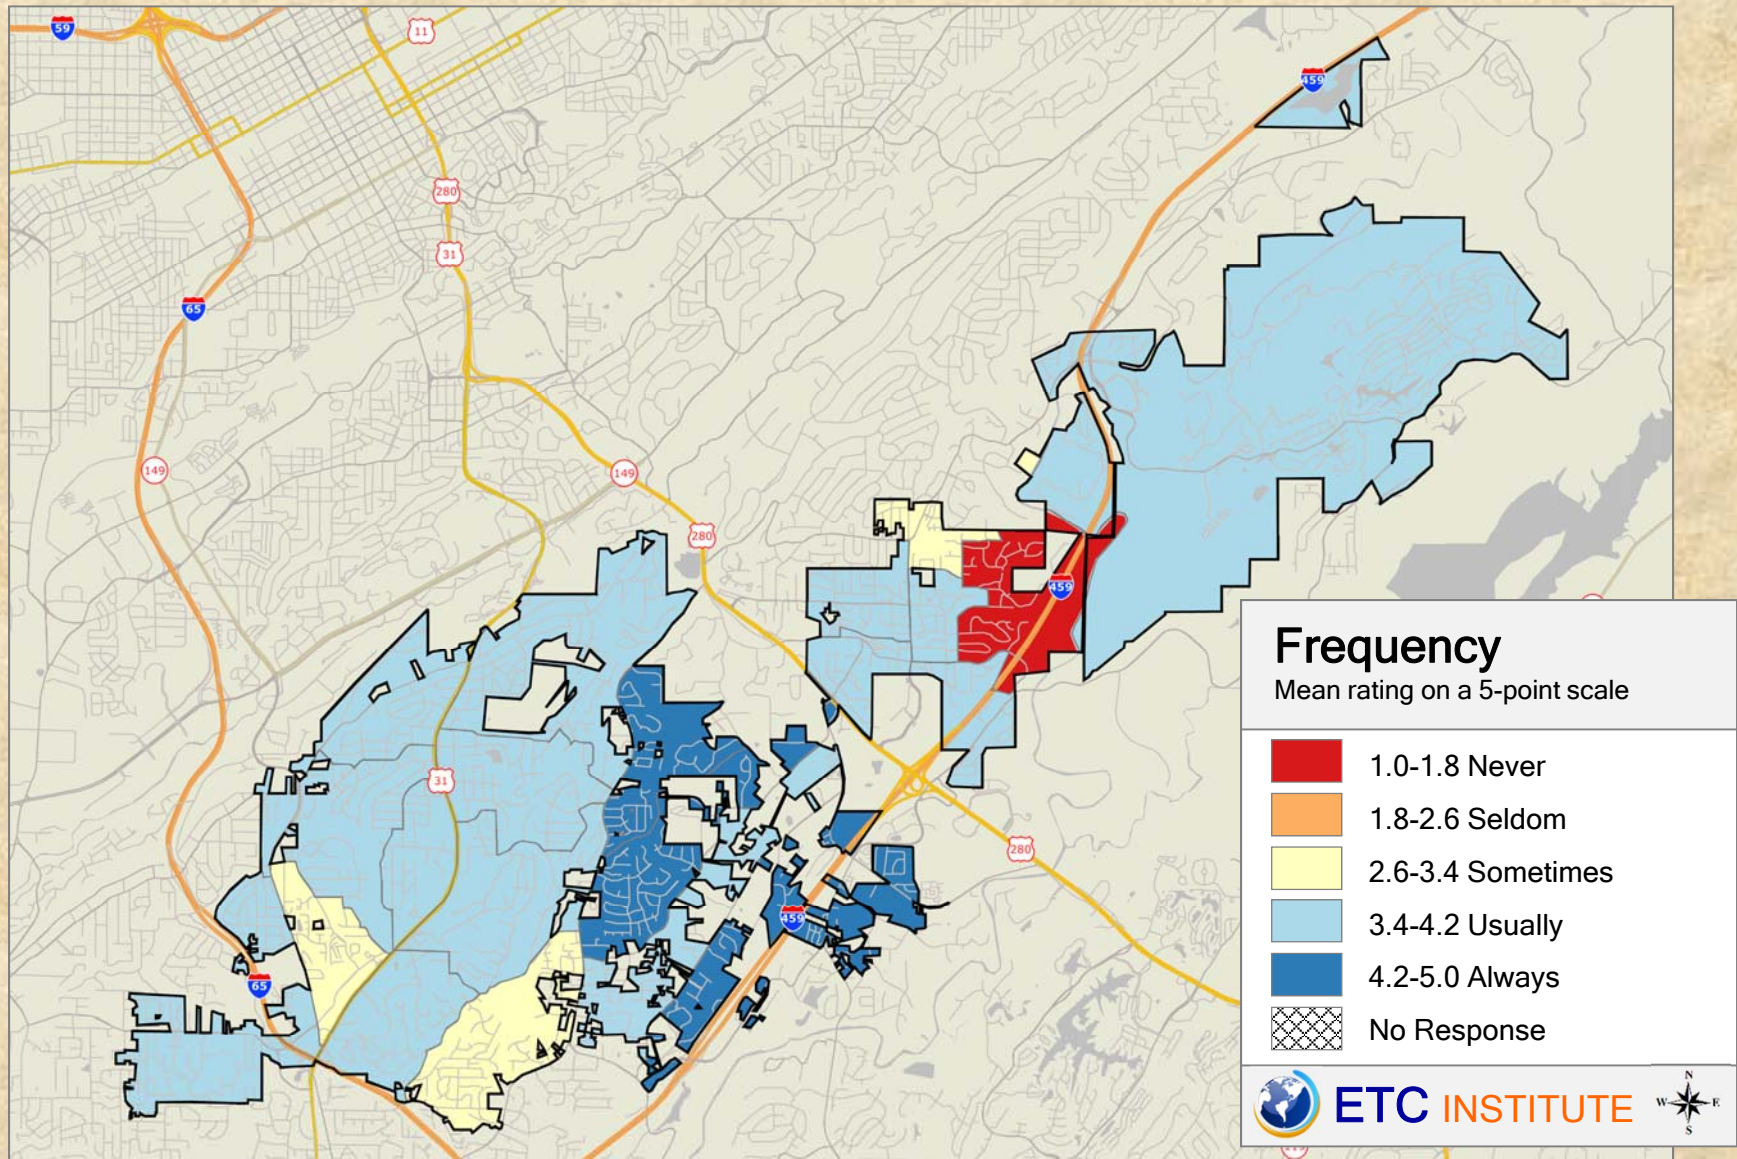 59
11
459
280
31
65
149
149
280
459
31
280
459
65
Frequency
Mean rating on a 5-point scale
1.0-1.8 Never
1.8-2.6 Seldom
2.6-3.4 Sometimes
3.4-4.2 Usually
4.2-5.0 Always
No Response
ETC INSTITUTE
N
W E
S